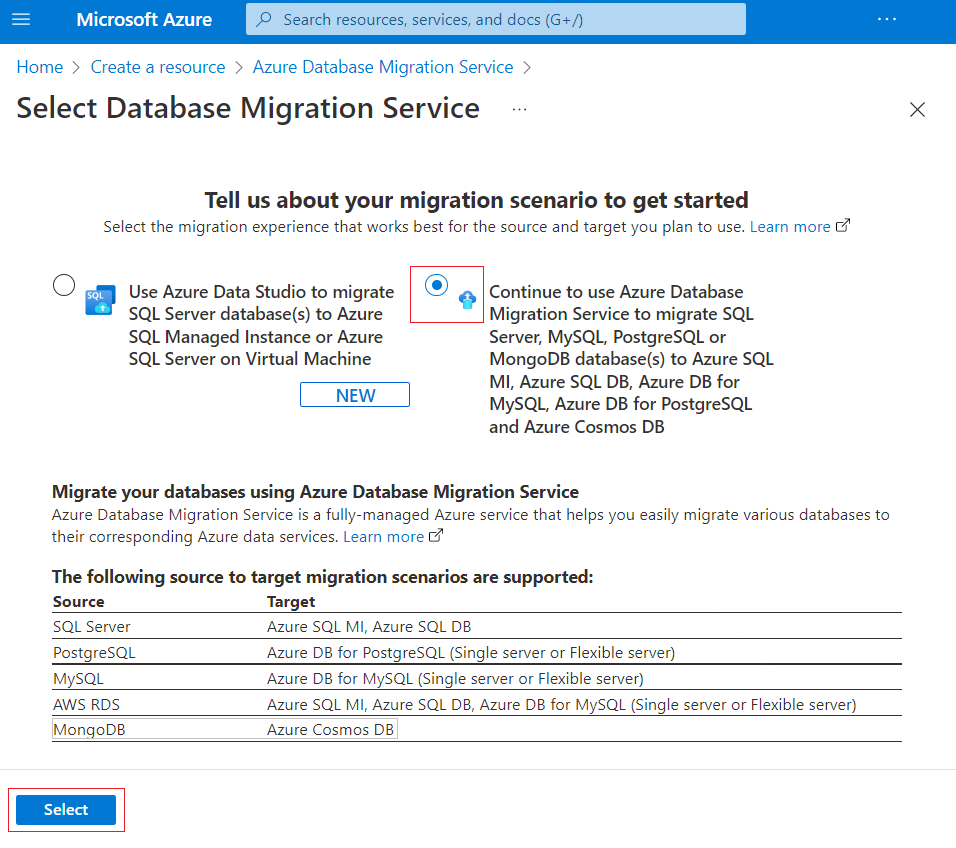 Microsoft Azure
Search resources, services, and docs (G+/)
...
Home > Create a resource > Azure Database Migration Service >
Select Database Migration Service ...
Tell us about your migration scenario to get started
Select the migration experience that works best for the source and target you plan to use. Learn more
SQL
Use Azure Data Studio to migrate
SQL Server database(s) to Azure
SQL Managed Instance or Azure
SQL Server on Virtual Machine
NEW
Continue to use Azure Database
Migration Service to migrate SQL
Server, MySQL, PostgreSQL or
MongoDB database(s) to Azure SQL
MI, Azure SQL DB, Azure DB for
MySQL, Azure DB for PostgreSQL
and Azure Cosmos DB
Migrate your databases using Azure Database Migration Service
Azure Database Migration Service is a fully-managed Azure service that helps you easily migrate various databases to
their corresponding Azure data services. Learn more
The following source to target migration scenarios are supported:
Source Target
SQL Server Azure SQL MI, Azure SQL DB
PostgreSQL Azure DB for PostgreSQL (Single server or Flexible server)
MySQL Azure DB for MySQL (Single server or Flexible server)
AWS RDS Azure SQL MI, Azure SQL DB, Azure DB for MySQL (Single server or Flexible server)
MongoDB Azure Cosmos DB
Select